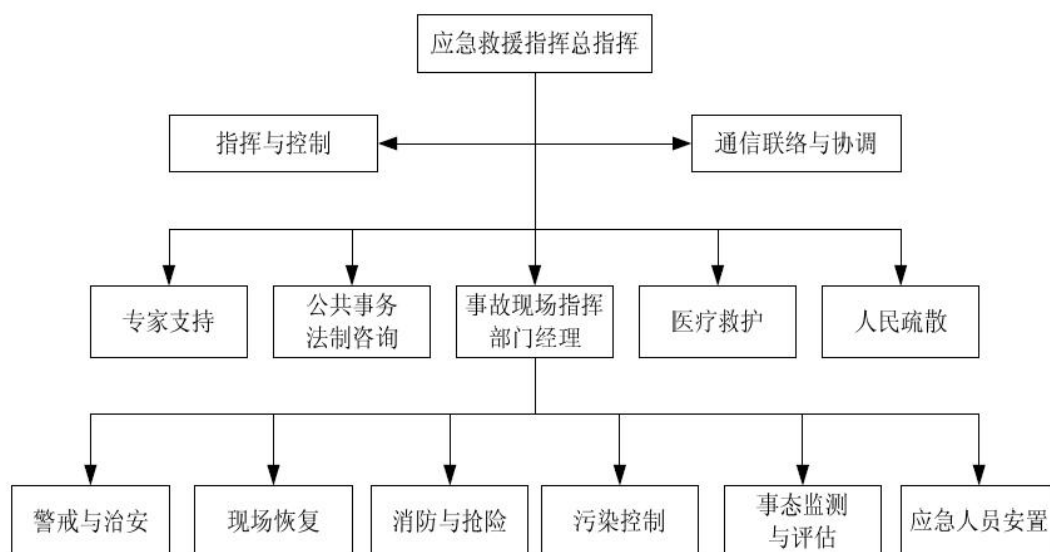 应急救援指挥总指挥
指挥与控制
通信联络与协调
专家支持
公共事务
法制咨询
事故现场指挥
部门经理
医疗救护
人民疏散
警戒与治安
现场恢复
消防与抢险
污染控制
事态监测
与评估
应急人员安置